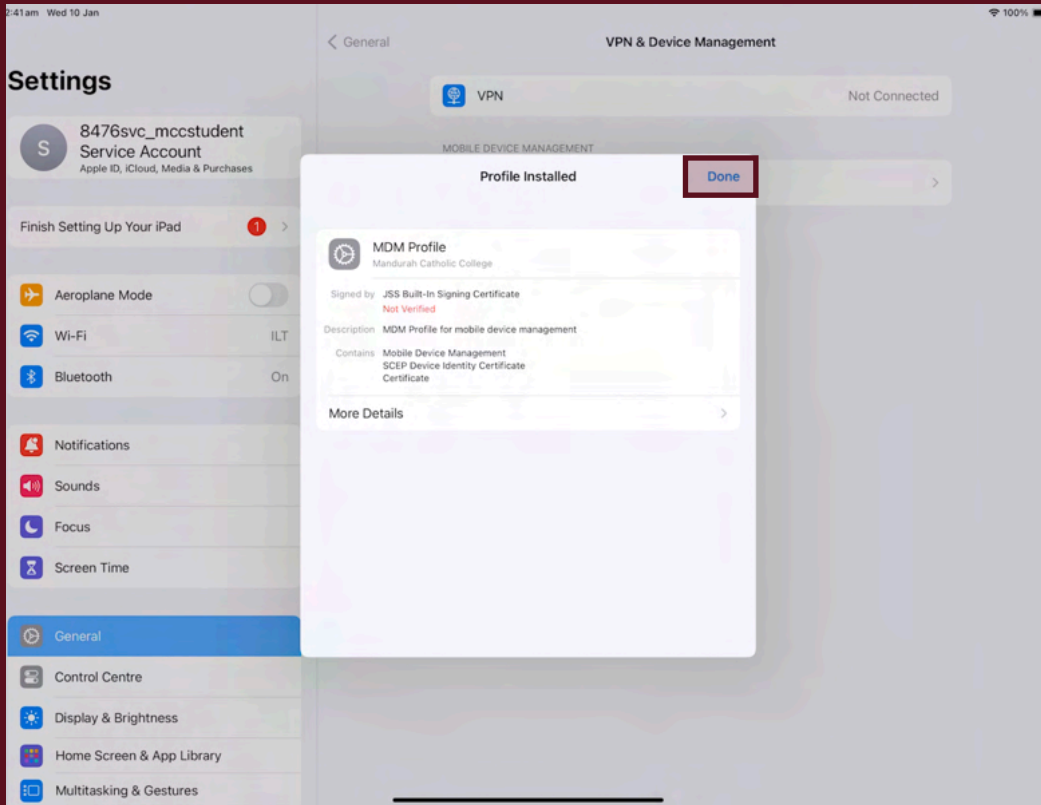 2:41 am Wed 10 Jan
100%
Settings
S
8476svc_mccstudent
Service Account
Apple ID, iCloud, Media & Purchases
Finish Setting Up Your iPad
1
Aeroplane Mode
Wi-Fi
ILT
Bluetooth
On
Notifications
Sounds
Focus
Screen Time
General
Control Centre
Display & Brightness
Home Screen & App Library
Multitasking & Gestures
General
VPN & Device Management
VPN
Not Connected
MOBILE DEVICE MANAGEMENT
Profile Installed
Done
MDM Profile
Mandurah Catholic College
Signed by JSS Built-In Signing Certificate
Not Verified
Description MDM Profile for mobile device management
Contains Mobile Device Management
SCEP Device Identity Certificate
Certificate
More Details